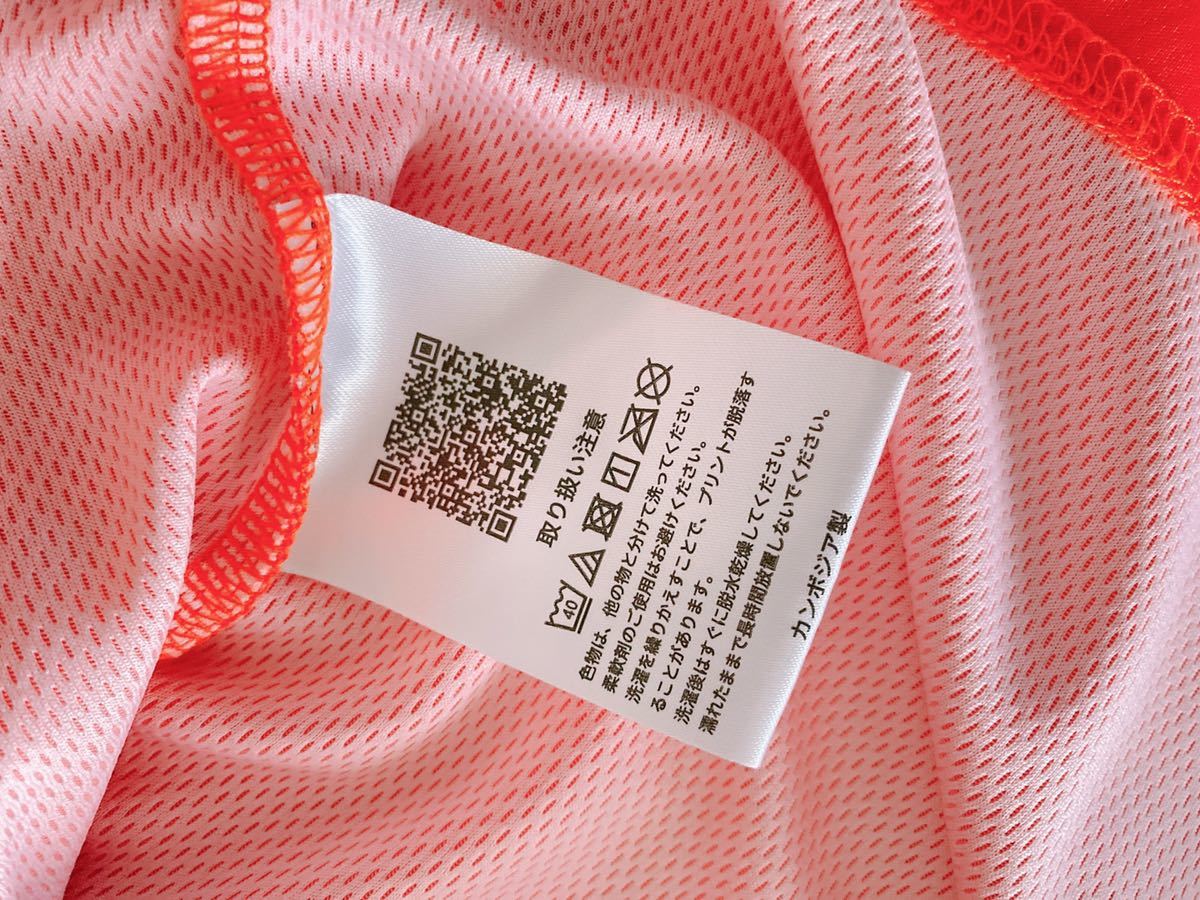 取り扱い注意
40
色物は、他の物と分けて洗ってください。
柔軟剤のご使用はお避けください。
洗濯を繰りかえすことで、プリントが脱落す
ることがあります。
洗濯後はすぐに脱水乾燥してください。
濡れたままで長時間放置しないでください。
カンボジア製